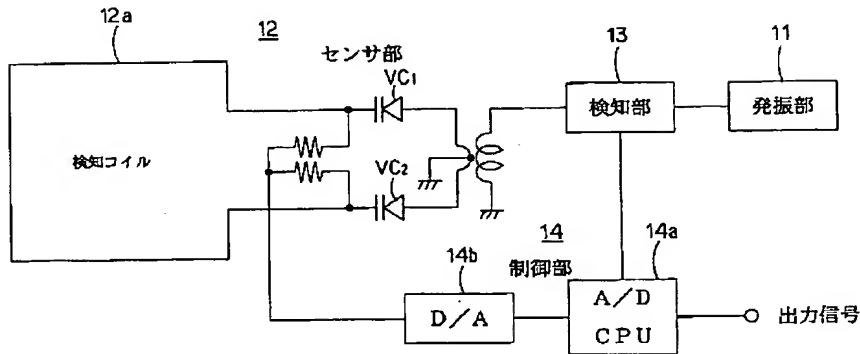 12a
12
センサ部
VC1
13
11
検知部
発振部
検知コイル
VC2
14
制御部
14b
14a
D/A
A/D
CPU
出力信号